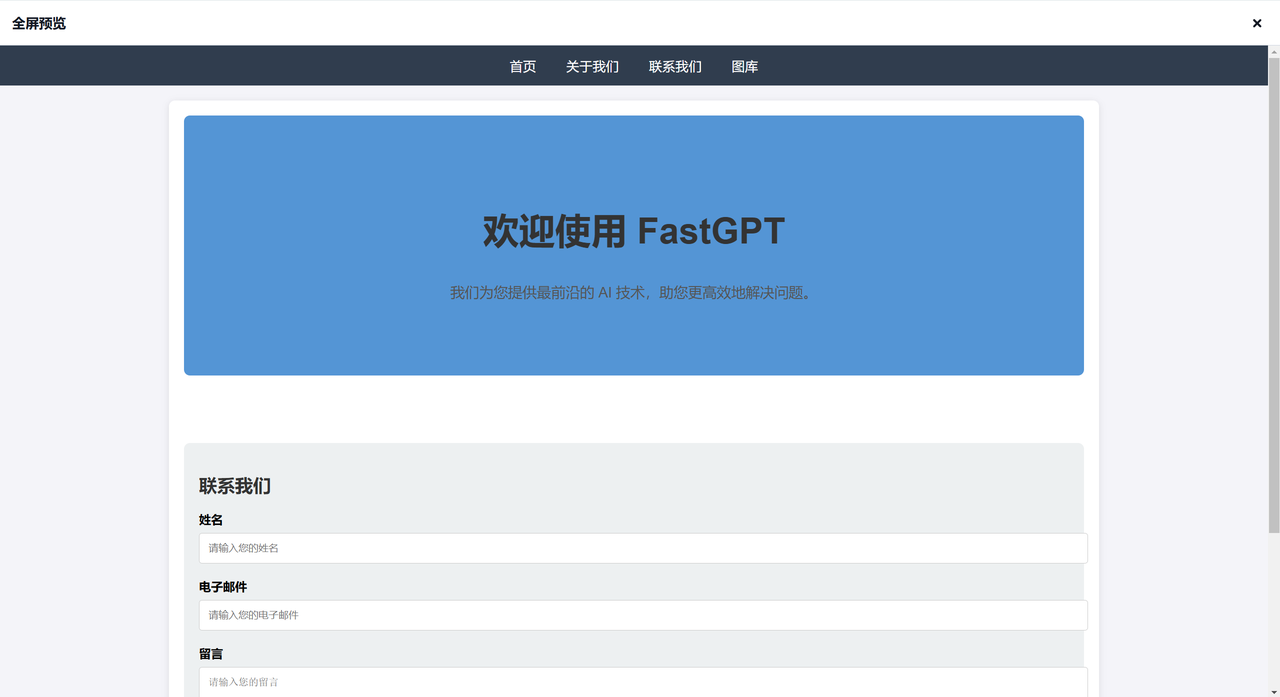 全屏预览
首页 关于我们 联系我们 图库
欢迎使用 FastGPT
我们为您提供最前沿的 AI 技术，助您更高效地解决问题。
联系我们
姓名
请输入您的姓名
电子邮件
请输入您的电子邮件
留言
请输入您的留言